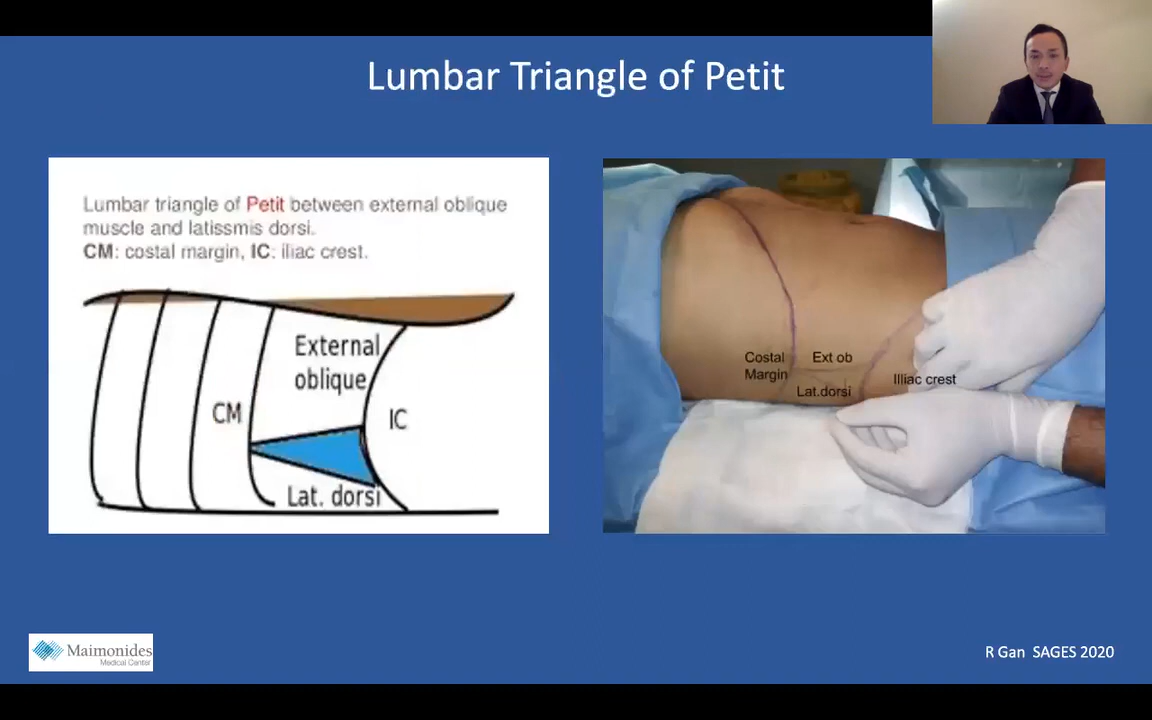 Lumbar Triangle of Petit
Lumbar triangle of Petit between external oblique
muscle and latissmis dorsi.
CM: costal margin, IC: iliac crest.
External
oblique
CM
IC
Lat. dorsi
Costal
Margin
Ext ob
Lat.dorsi
Illiac crest
Maimonides
Medical Center
R Gan SAGES 2020